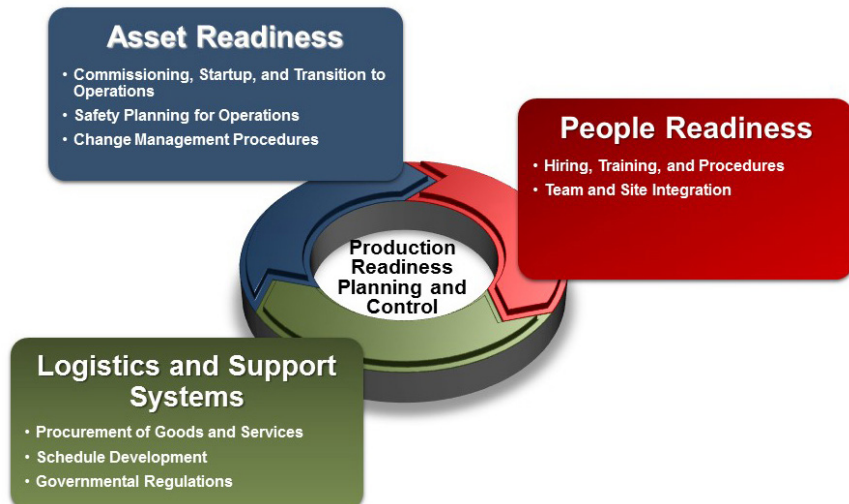 Asset Readiness
• Commissioning, Startup, and Transition to
Operations
• Safety Planning for Operations
• Change Management Procedures
People Readiness
• Hiring, Training, and Procedures
• Team and Site Integration
Production
Readiness
Planning and
Control
Logistics and Support
Systems
• Procurement of Goods and Services
• Schedule Development
• Governmental Regulations